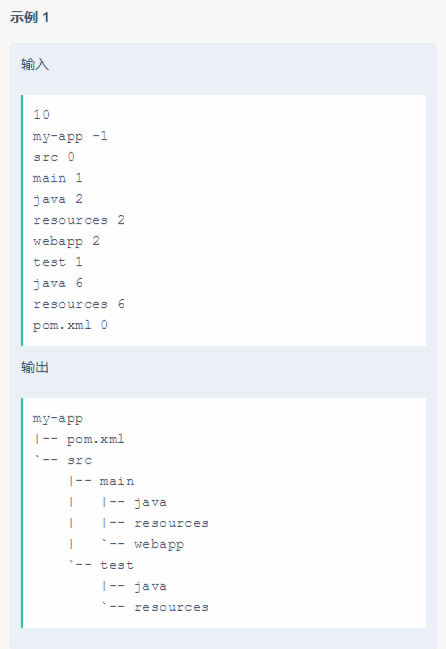 示例 1
输入
10
my-app -1
src 0
main 1
java 2
resources 2
webapp 2
test 1
java 6
resources 6
pom.xml 0
输出
my-app
|-- pom.xml
`-- src
    |-- main
    |   |-- java
    |   |-- resources
    |   `-- webapp
    `-- test
        |-- java
        `-- resources